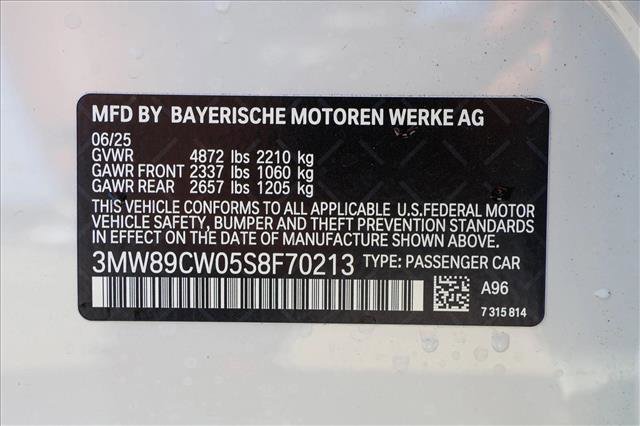 MFD BY BAYERISCHE MOTOREN WERKE AG
06/25
GVWR 4872 lbs 2210 kg
GAWR FRONT 2337 lbs 1060 kg
GAWR REAR 2657 lbs 1205 kg
THIS VEHICLE CONFORMS TO ALL APPLICABLE U.S.FEDERAL MOTOR
VEHICLE SAFETY, BUMPER AND THEFT PREVENTION STANDARDS
IN EFFECT ON THE DATE OF MANUFACTURE SHOWN ABOVE.
3MW89CW05S8F70213 TYPE: PASSENGER CAR
A96
7 315 814